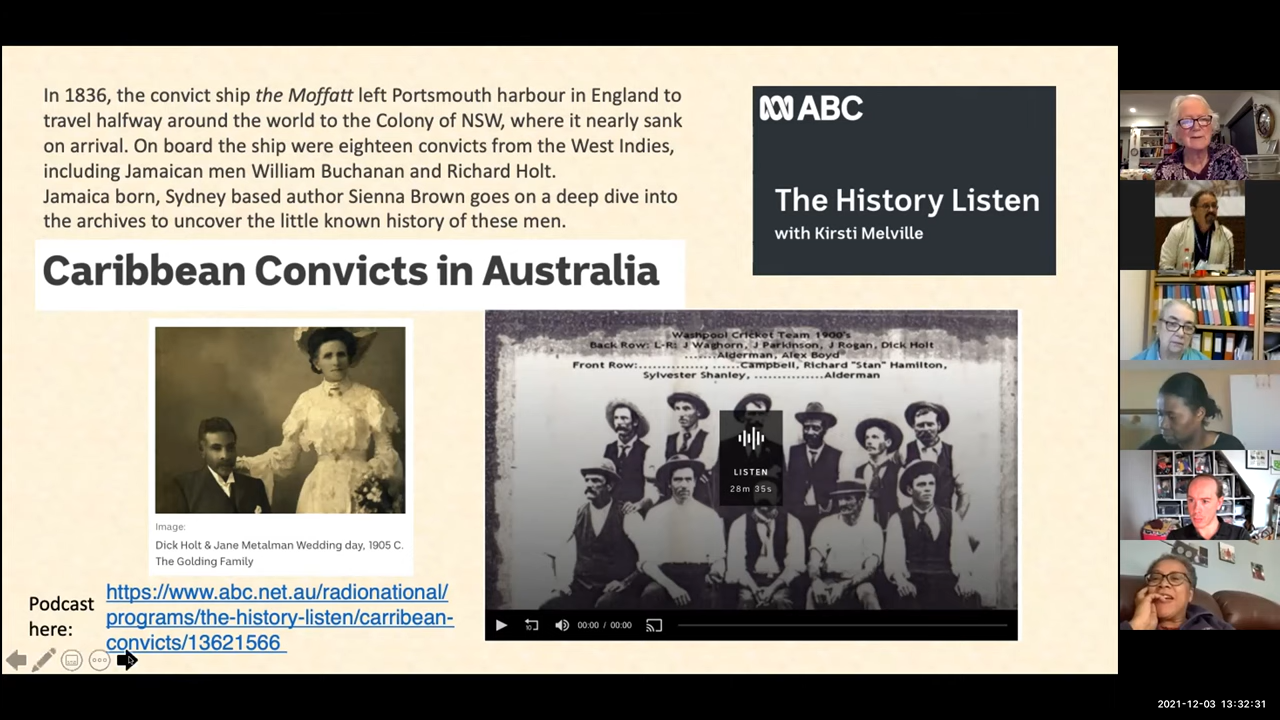 In 1836, the convict ship the Moffatt left Portsmouth harbour in England to
travel halfway around the world to the Colony of NSW, where it nearly sank
on arrival. On board the ship were eighteen convicts from the West Indies,
including Jamaican men William Buchanan and Richard Holt.
Jamaica born, Sydney based author Sienna Brown goes on a deep dive into
the archives to uncover the little known history of these men.
ABC
The History Listen
with Kirsti Melville
Caribbean Convicts in Australia
Image:
Dick Holt & Jane Metalman Wedding day, 1905 C.
The Golding Family
Washpool Cricket Team 1900's
Back Row: L-R: J Waghorn, J Parkinson, J Rogan, Dick Holt
.......Alderman, Alex Boyd
Front Row:..............., ......Campbell, Richard "Stan" Hamilton,
Sylvester Shanley, ...............Alderman
LISTEN
28m 35s
00:00 / 00:00
Podcast
here:
https://www.abc.net.au/radionational/
programs/the-history-listen/carribean-
convicts/13621566
2021-12-03 13:32:31